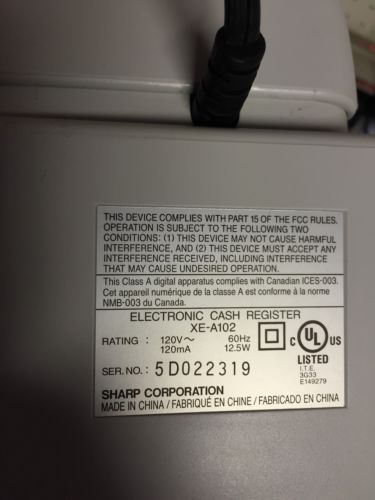 THIS DEVICE COMPLIES WITH PART 15 OF THE FCC RULES.
OPERATION IS SUBJECT TO THE FOLLOWING TWO
CONDITIONS: (1) THIS DEVICE MAY NOT CAUSE HARMFUL
INTERFERENCE, AND (2) THIS DEVICE MUST ACCEPT ANY
INTERFERENCE RECEIVED, INCLUDING INTERFERENCE
THAT MAY CAUSE UNDESIRED OPERATION.
This Class A digital apparatus complies with Canadian ICES-003.
Cet appareil numérique de la classe A est conforme à la norme
NMB-003 du Canada.
ELECTRONIC CASH REGISTER
XE-A102
RATING : 120V~ 60Hz
120mA 12.5W
C UL US
LISTED
I.T.E.
3G33
E149279
SER. NO. : 5D022319
SHARP CORPORATION
MADE IN CHINA / FABRIQUÉ EN CHINE / FABRICADO EN CHINA